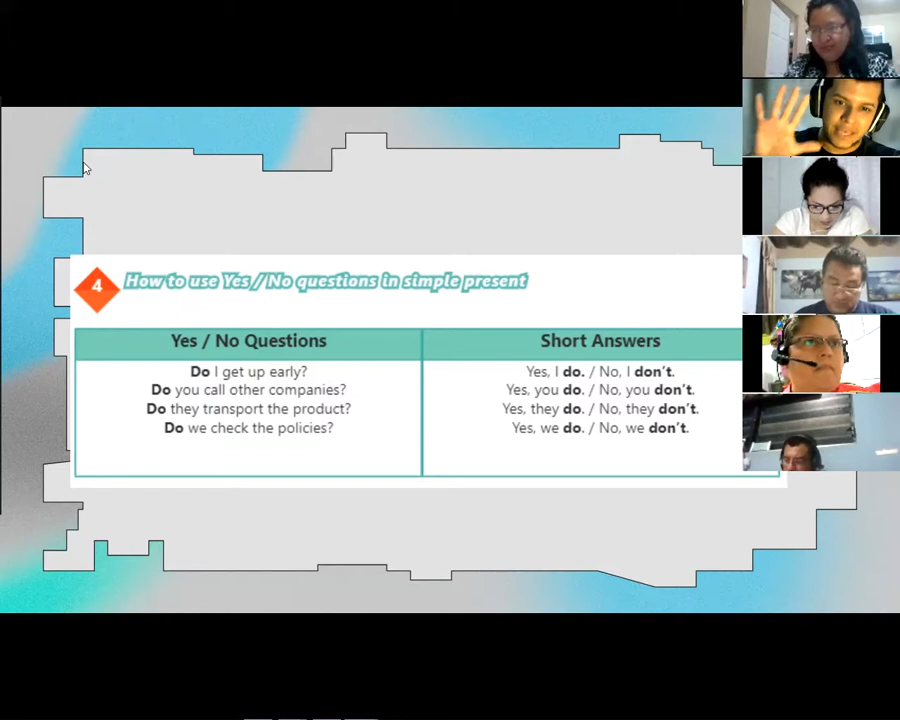 4
How to use Yes / No questions in simple present
Yes / No Questions
Short Answers
Do I get up early?
Yes, I do. / No, I don't.
Do you call other companies?
Yes, you do. / No, you don't.
Do they transport the product?
Yes, they do. / No, they don't.
Do we check the policies?
Yes, we do. / No, we don't.